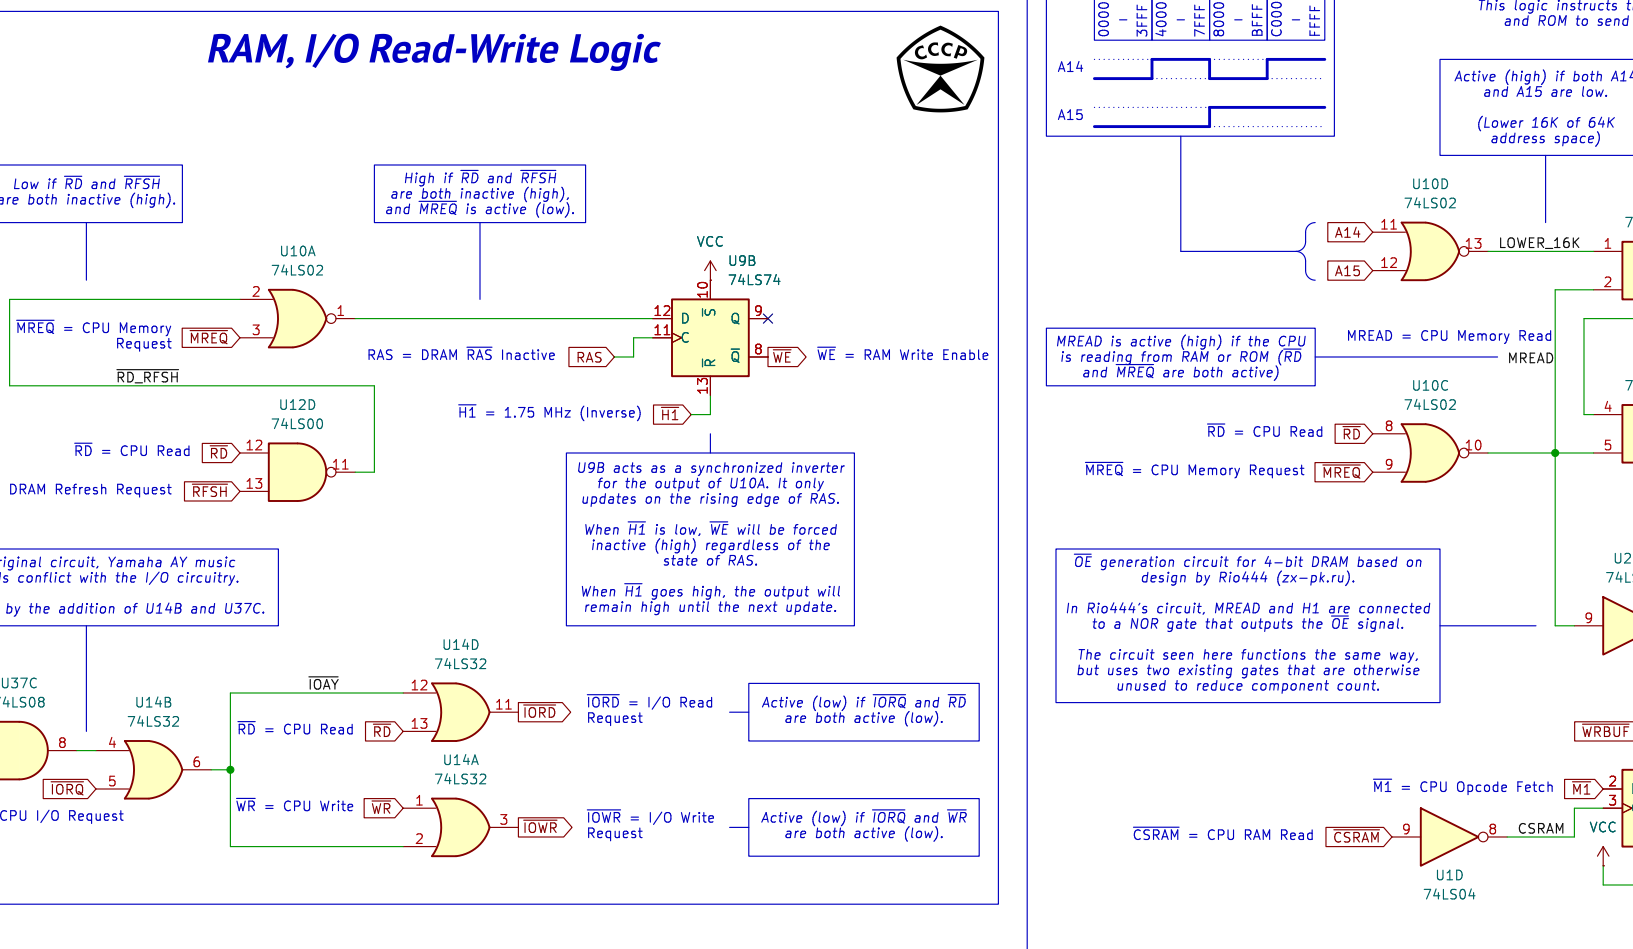 RAM, I/O Read-Write Logic
CCCP
Low if RD and RFSH
are both inactive (high).
High if RD and RFSH
are both inactive (high),
and MREQ is active (low).
U10A
74LS02
2
3
1
MREQ = CPU Memory
Request
MREQ
RD_RFSH
U12D
74LS00
RD = CPU Read
RD
12
11
DRAM Refresh Request
RFSH
13
VCC
U9B
74LS74
10
12
D
S
Q
9
11
C
RAS = DRAM RAS Inactive
RAS
R
Q
8
WE
WE = RAM Write Enable
13
H1 = 1.75 MHz (Inverse)
H1
U9B acts as a synchronized inverter
for the output of U10A. It only
updates on the rising edge of RAS.
When H1 is low, WE will be forced
inactive (high) regardless of the
state of RAS.
When H1 goes high, the output will
remain high until the next update.
original circuit, Yamaha AY music
conflict with the I/O circuitry.
by the addition of U14B and U37C.
U37C
74LS08
8
U14B
74LS32
4
5
6
IORQ
CPU I/O Request
IOAY
U14D
74LS32
12
RD = CPU Read
RD
13
11
IORD
IORD = I/O Read
Request
Active (low) if IORQ and RD
are both active (low).
U14A
74LS32
WR = CPU Write
WR
1
2
3
IOWR
IOWR = I/O Write
Request
Active (low) if IORQ and WR
are both active (low).
0000
–
3FFF
4000
–
7FFF
8000
–
BFFF
C000
–
FFFF
A14
A15
This logic instructs
and ROM to send
Active (high) if both A14
and A15 are low.
(Lower 16K of 64K
address space)
U10D
74LS02
A14
11
A15
12
13
LOWER_16K
1
2
MREAD is active (high) if the CPU
is reading from RAM or ROM (RD
and MREQ are both active)
MREAD = CPU Memory Read
MREAD
U10C
74LS02
RD = CPU Read
RD
8
MREQ = CPU Memory Request
MREQ
9
10
4
5
OE generation circuit for 4-bit DRAM based on
design by Rio444 (zx-pk.ru).
In Rio444's circuit, MREAD and H1 are connected
to a NOR gate that outputs the OE signal.
The circuit seen here functions the same way,
but uses two existing gates that are otherwise
unused to reduce component count.
9
WRBUF
M1 = CPU Opcode Fetch
M1
2
3
CSRAM = CPU RAM Read
CSRAM
9
8
CSRAM
VCC
U1D
74LS04